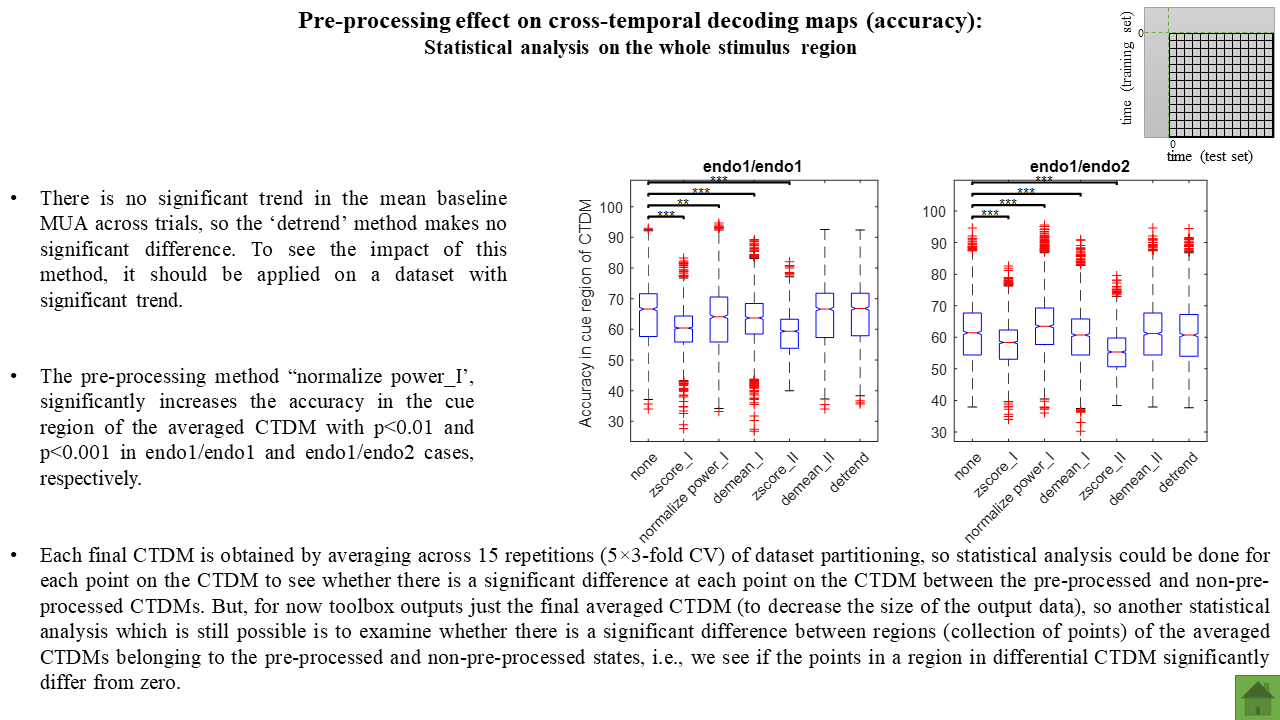 Pre-processing effect on cross-temporal decoding maps (accuracy):
Statistical analysis on the whole stimulus region
time (training set)
0
0
time (test set)
• There is no significant trend in the mean baseline
MUA across trials, so the ‘detrend’ method makes no
significant difference. To see the impact of this
method, it should be applied on a dataset with
significant trend.
• The pre-processing method “normalize power_I’,
significantly increases the accuracy in the cue
region of the averaged CTDM with p<0.01 and
p<0.001 in endo1/endo1 and endo1/endo2 cases,
respectively.
endo1/endo1
Accuracy in cue region of CTDM
100
90
80
70
60
50
40
30
***
***
**
***
none
zscore_I
normalize power_I
demean_I
zscore_II
demean_II
detrend
endo1/endo2
100
90
80
70
60
50
40
30
***
***
***
***
none
zscore_I
normalize power_I
demean_I
zscore_II
demean_II
detrend
• Each final CTDM is obtained by averaging across 15 repetitions (5×3-fold CV) of dataset partitioning, so statistical analysis could be done for
each point on the CTDM to see whether there is a significant difference at each point on the CTDM between the pre-processed and non-pre-
processed CTDMs. But, for now toolbox outputs just the final averaged CTDM (to decrease the size of the output data), so another statistical
analysis which is still possible is to examine whether there is a significant difference between regions (collection of points) of the averaged
CTDMs belonging to the pre-processed and non-pre-processed states, i.e., we see if the points in a region in differential CTDM significantly
differ from zero.